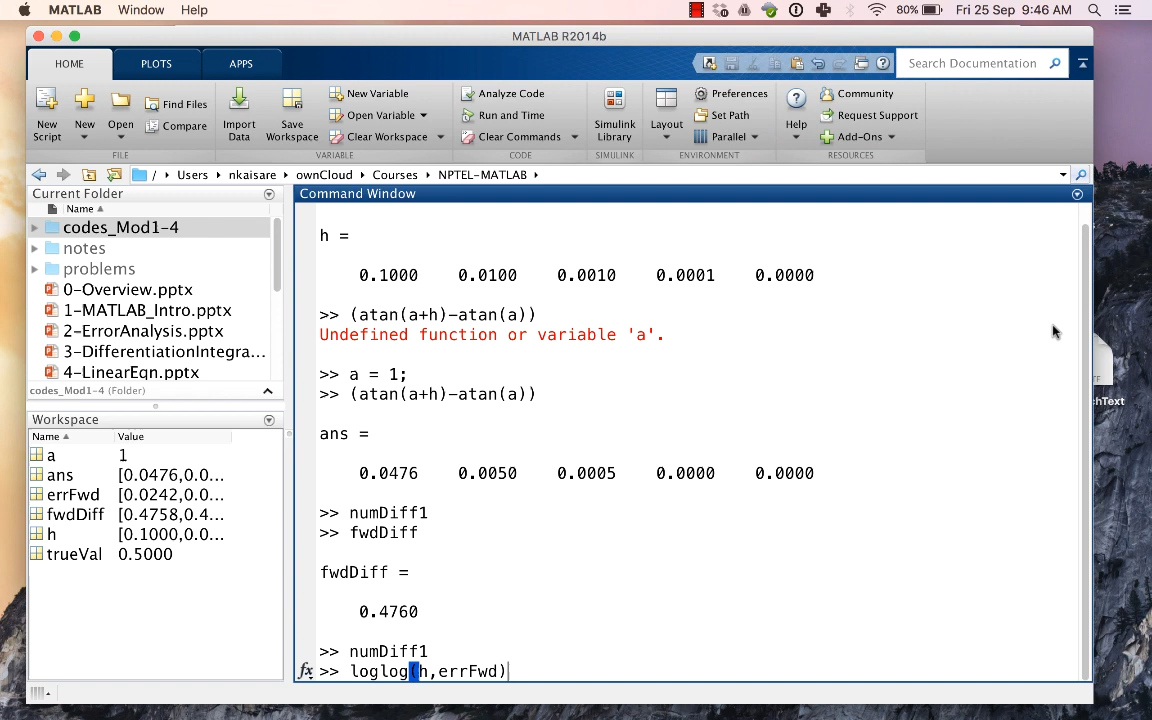 MATLAB Window Help 80% Fri 25 Sep 9:46 AM
MATLAB R2014b
HOME PLOTS APPS Search Documentation
New Script New Open Find Files Compare Import Data Save Workspace New Variable Open Variable Clear Workspace Analyze Code Run and Time Clear Commands Simulink Library Layout Preferences Set Path Parallel Help Community Request Support Add-Ons
FILE VARIABLE CODE SIMULINK ENVIRONMENT RESOURCES
/ Users nkaisare ownCloud Courses NPTEL-MATLAB
Current Folder
Name
codes_Mod1-4
notes
problems
0-Overview.pptx
1-MATLAB_Intro.pptx
2-ErrorAnalysis.pptx
3-DifferentiationIntegra...
4-LinearEqn.pptx
codes_Mod1-4 (Folder)
Workspace
Name Value
a 1
ans [0.0476,0.0...
errFwd [0.0242,0.0...
fwdDiff [0.4758,0.4...
h [0.1000,0.0...
trueVal 0.5000
Command Window
h =
0.1000 0.0100 0.0010 0.0001 0.0000
>> (atan(a+h)-atan(a))
Undefined function or variable 'a'.
>> a = 1;
>> (atan(a+h)-atan(a))
ans =
0.0476 0.0050 0.0005 0.0000 0.0000
>> numDiff1
>> fwdDiff
fwdDiff =
0.4760
>> numDiff1
fx >> loglog(h,errFwd)
chText